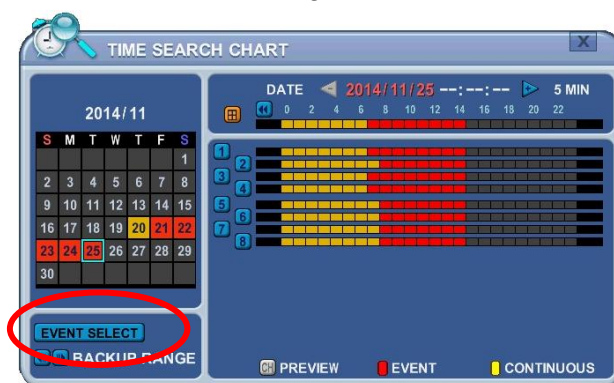 TIME SEARCH CHART
X
DATE 2014/11/25 --:--:-- 5 MIN
0 2 4 6 8 10 12 14 16 18 20 22
2014/11
S M T W T F S
1
2 3 4 5 6 7 8
9 10 11 12 13 14 15
16 17 18 19 20 21 22
23 24 25 26 27 28 29
30
1
2
3
4
5
6
7
8
EVENT SELECT
BACKUP RANGE
CH PREVIEW EVENT CONTINUOUS